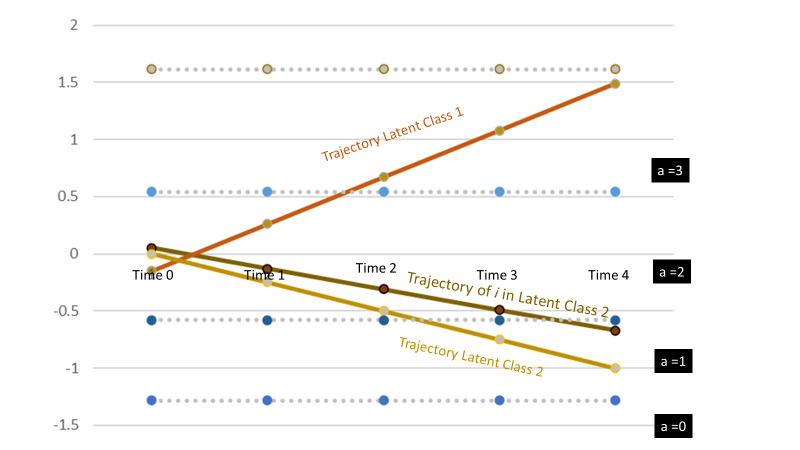 2
1.5
Trajectory Latent Class 1
1
a =3
0.5
0
Time 0
Time 1
Time 2
Time 3
Time 4
a =2
Trajectory of i in Latent Class 2
-0.5
Trajectory Latent Class 2
-1
a =1
-1.5
a =0